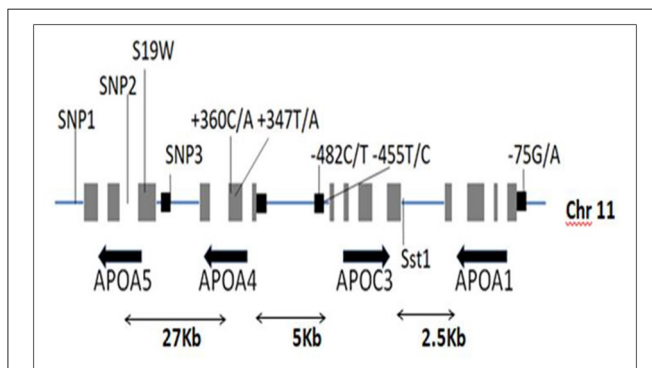 S19W
SNP2
+360C/A +347T/A
SNP1
SNP3
-482C/T -455T/C
-75G/A
Chr 11
Sst1
APOA5
APOA4
APOC3
APOA1
27Kb
5Kb
2.5Kb